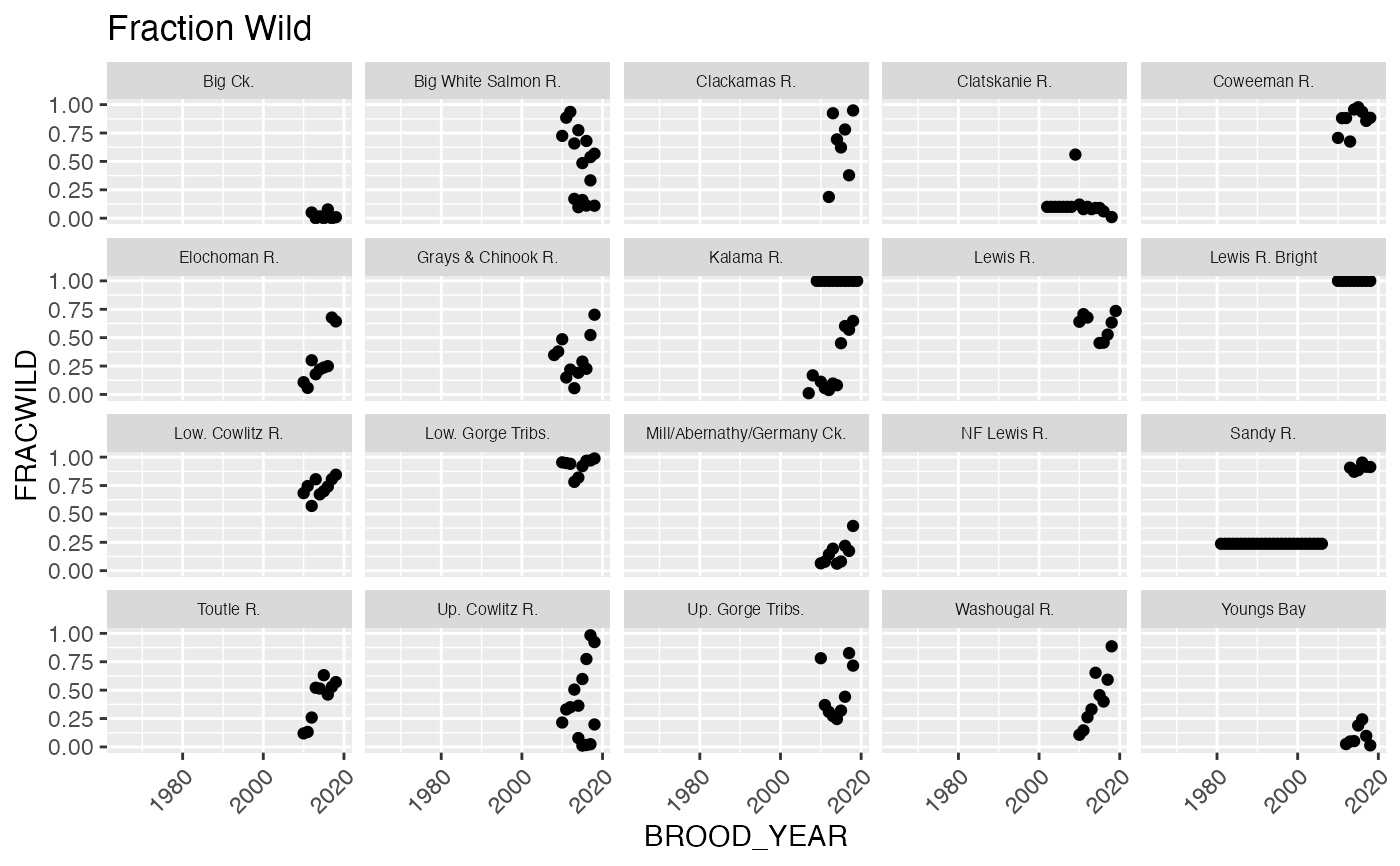 Fraction Wild
Big Ck.
Big White Salmon R.
Clackamas R.
Clatskanie R.
Coweeman R.
1.00
0.75
0.50
0.25
0.00
Elochoman R.
Grays & Chinook R.
Kalama R.
Lewis R.
Lewis R. Bright
1.00
0.75
0.50
0.25
0.00
FRACWILD
Low. Cowlitz R.
Low. Gorge Tribs.
Mill/Abernathy/Germany Ck.
NF Lewis R.
Sandy R.
1.00
0.75
0.50
0.25
0.00
Toutle R.
Up. Cowlitz R.
Up. Gorge Tribs.
Washougal R.
Youngs Bay
1.00
0.75
0.50
0.25
0.00
1980 2000 2020 1980 2000 2020 1980 2000 2020 1980 2000 2020 1980 2000 2020
BROOD_YEAR